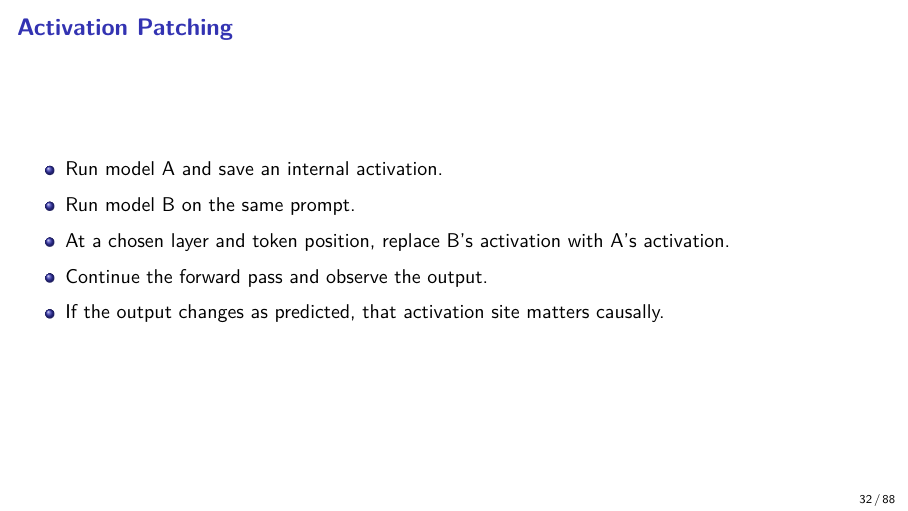 Activation Patching
Run model A and save an internal activation.
Run model B on the same prompt.
At a chosen layer and token position, replace B's activation with A's activation.
Continue the forward pass and observe the output.
If the output changes as predicted, that activation site matters causally.
32 / 88